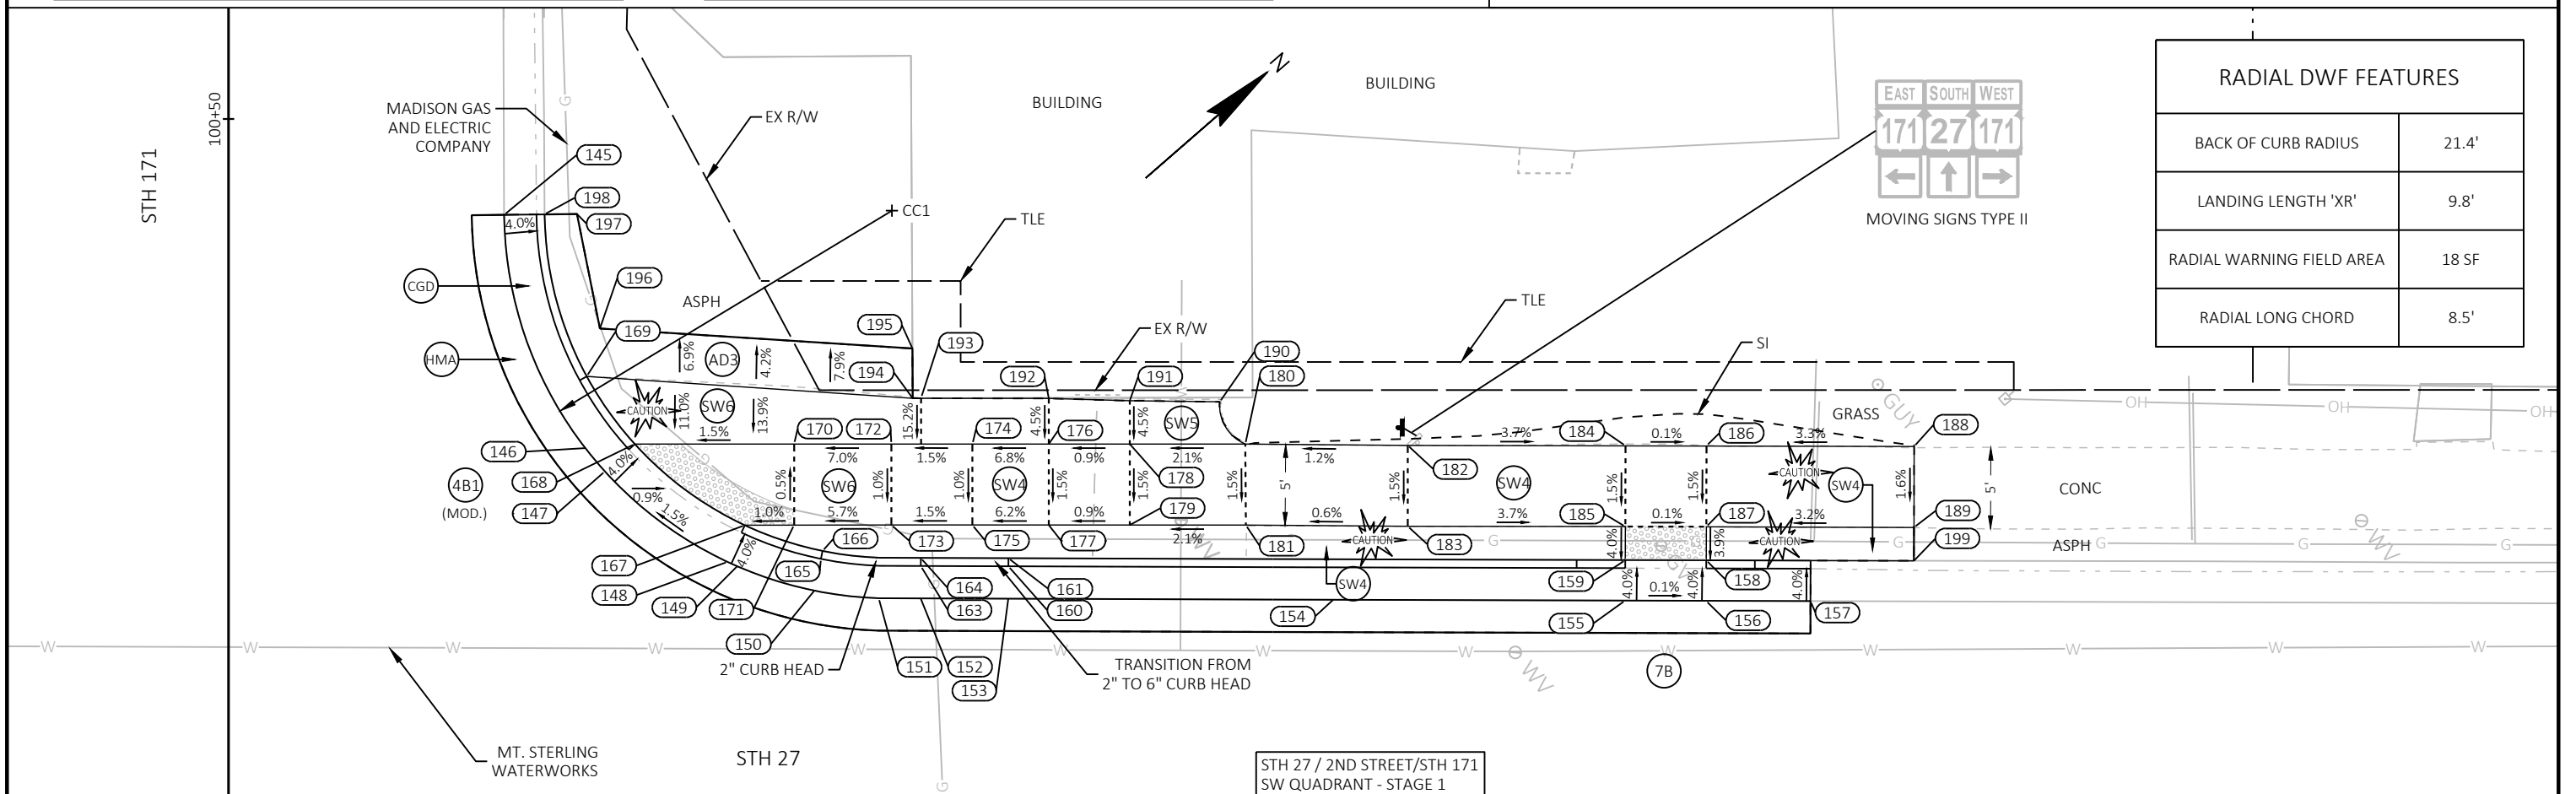 STH 171
100+50
MADISON GAS
AND ELECTRIC
COMPANY
G
EX R/W
BUILDING
N
BUILDING
EAST SOUTH WEST
171 27 171
MOVING SIGNS TYPE II
RADIAL DWF FEATURES
BACK OF CURB RADIUS 21.4'
LANDING LENGTH 'XR' 9.8'
RADIAL WARNING FIELD AREA 18 SF
RADIAL LONG CHORD 8.5'
145
198
197
4.0%
CC1
TLE
CGD
196
ASPH
195
193
TLE
EX R/W
SI
HMA
169
6.9%
AD3
4.2%
7.9%
194
192
191
190
180
CAUTION
11.0%
SW6
13.9%
15.2%
4.5%
4.5%
SW5
GUY
GRASS
OH
OH
OH
1.5%
170
172
174
176
3.7%
184
0.1%
186
3.3%
188
146
168
147
4B1
(MOD.)
4.0%
0.9%
1.5%
G
7.0%
1.5%
6.8%
0.9%
2.1%
1.2%
178
182
0.5%
SW6
1.0%
1.0%
SW4
1.5%
1.5%
1.5%
5'
1.5%
SW4
1.5%
1.5%
CAUTION
SW4
1.6%
5'
CONC
179
1.0%
5.7%
1.5%
6.2%
0.9%
2.1%
0.6%
3.7%
185
0.1%
187
3.2%
189
166
173
175
177
181
CAUTION
183
G
4.0%
3.9%
CAUTION
G
199
ASPH
G
G
G
WV
WV
167
165
4.0%
148
149
171
164
163
161
160
SW4
154
159
155
4.0%
0.1%
4.0%
158
156
4.0%
157
150
2" CURB HEAD
151
152
153
TRANSITION FROM
2" TO 6" CURB HEAD
WV
7B
W W W W W W W W W W W W W
MT. STERLING
WATERWORKS
STH 27
G
STH 27 / 2ND STREET/STH 171
SW QUADRANT - STAGE 1